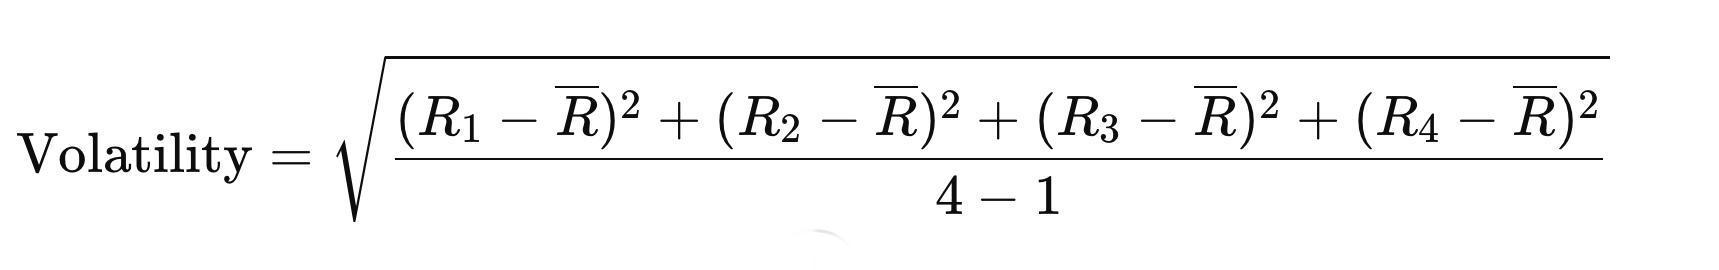 Volatility = √((R₁ − R̅)² + (R₂ − R̅)² + (R₃ − R̅)² + (R₄ − R̅)² / 4 − 1)